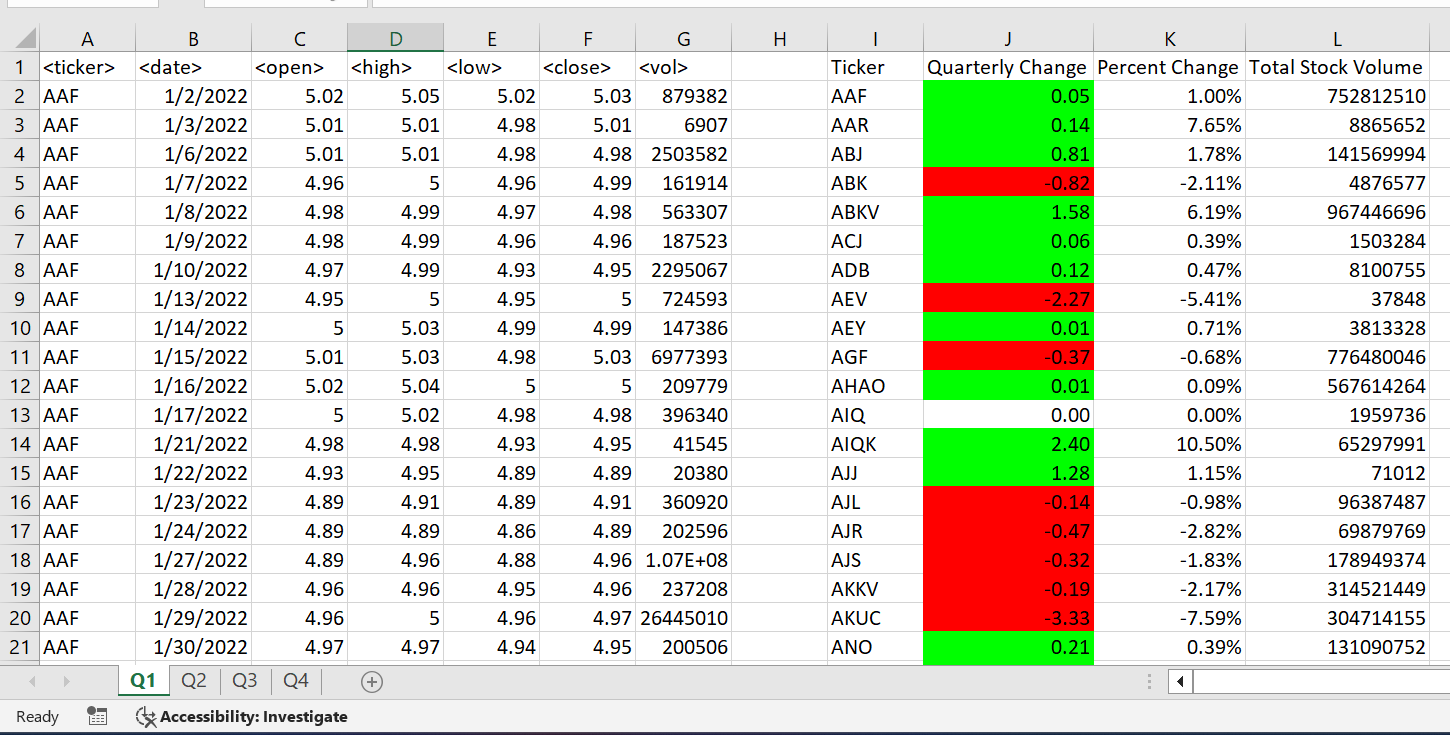 A B C D E F G H I J K L
1 <ticker> <date> <open> <high> <low> <close> <vol> Ticker Quarterly Change Percent Change Total Stock Volume
2 AAF 1/2/2022 5.02 5.05 5.02 5.03 879382 AAF 0.05 1.00% 752812510
3 AAF 1/3/2022 5.01 5.01 4.98 5.01 6907 AAR 0.14 7.65% 8865652
4 AAF 1/6/2022 5.01 5.01 4.98 4.98 2503582 ABJ 0.81 1.78% 141569994
5 AAF 1/7/2022 4.96 5 4.96 4.99 161914 ABK -0.82 -2.11% 4876577
6 AAF 1/8/2022 4.98 4.99 4.97 4.98 563307 ABKV 1.58 6.19% 967446696
7 AAF 1/9/2022 4.98 4.99 4.96 4.96 187523 ACJ 0.06 0.39% 1503284
8 AAF 1/10/2022 4.97 4.99 4.93 4.95 2295067 ADB 0.12 0.47% 8100755
9 AAF 1/13/2022 4.95 5 4.95 5 724593 AEV -2.27 -5.41% 37848
10 AAF 1/14/2022 5 5.03 4.99 4.99 147386 AEY 0.01 0.71% 3813328
11 AAF 1/15/2022 5.01 5.03 4.98 5.03 6977393 AGF -0.37 -0.68% 776480046
12 AAF 1/16/2022 5.02 5.04 5 5 209779 AHAO 0.01 0.09% 567614264
13 AAF 1/17/2022 5 5.02 4.98 4.98 396340 AIQ 0.00 0.00% 1959736
14 AAF 1/21/2022 4.98 4.98 4.93 4.95 41545 AIQK 2.40 10.50% 65297991
15 AAF 1/22/2022 4.93 4.95 4.89 4.89 20380 AJJ 1.28 1.15% 71012
16 AAF 1/23/2022 4.89 4.91 4.89 4.91 360920 AJL -0.14 -0.98% 96387487
17 AAF 1/24/2022 4.89 4.89 4.86 4.89 202596 AJR -0.47 -2.82% 69879769
18 AAF 1/27/2022 4.89 4.96 4.88 4.96 1.07E+08 AJS -0.32 -1.83% 178949374
19 AAF 1/28/2022 4.96 4.96 4.95 4.96 237208 AKKV -0.19 -2.17% 314521449
20 AAF 1/29/2022 4.96 5 4.96 4.97 26445010 AKUC -3.33 -7.59% 304714155
21 AAF 1/30/2022 4.97 4.97 4.94 4.95 200506 ANO 0.21 0.39% 131090752
Q1 Q2 Q3 Q4
Ready Accessibility: Investigate